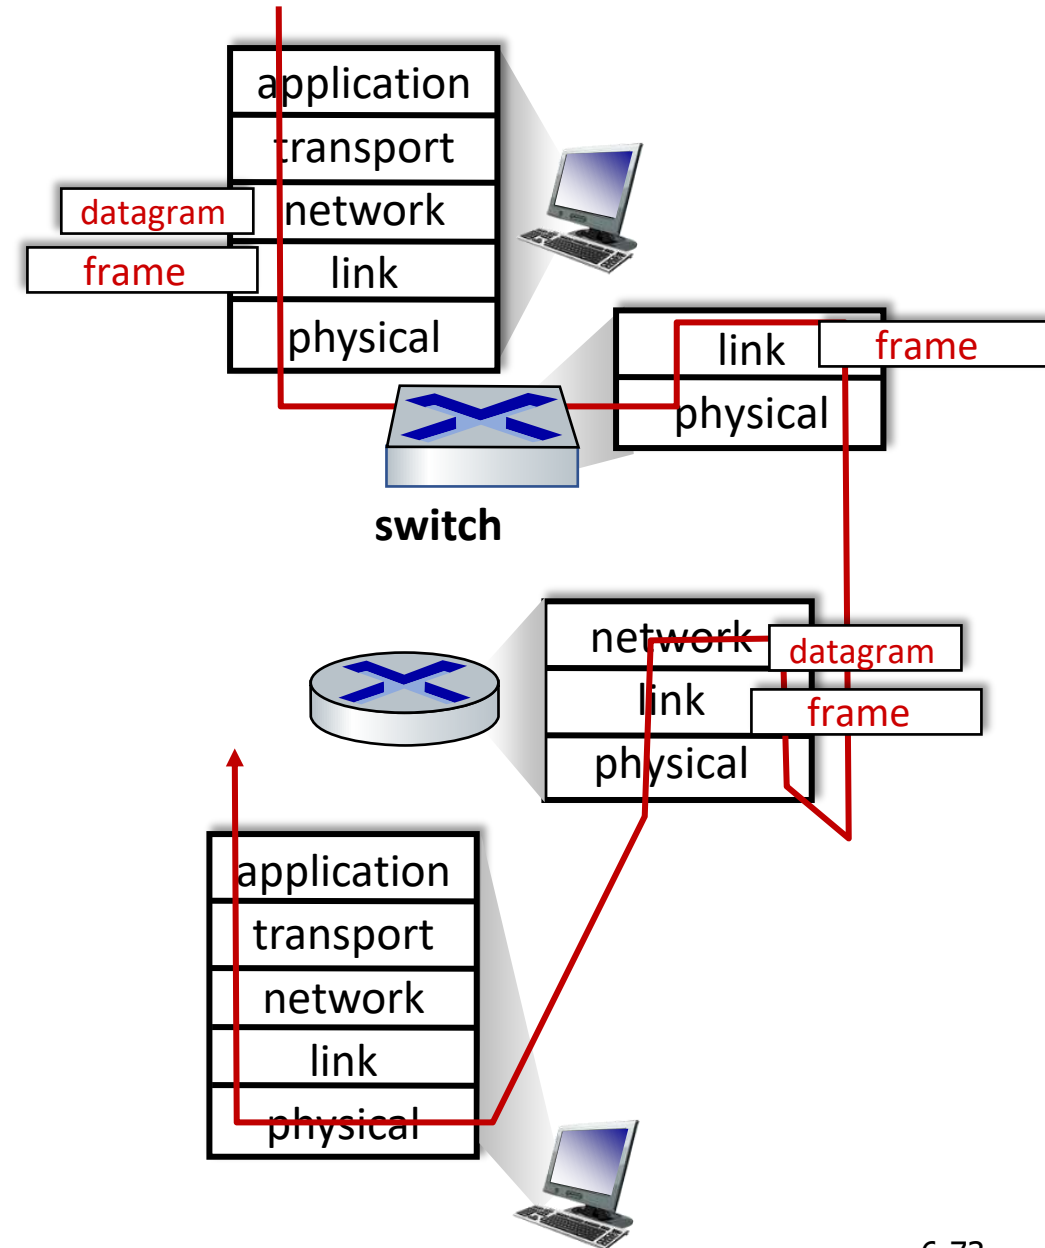 application
transport
datagram
network
frame
link
physical
link
frame
physical
switch
network
datagram
link
frame
physical
application
transport
network
link
physical